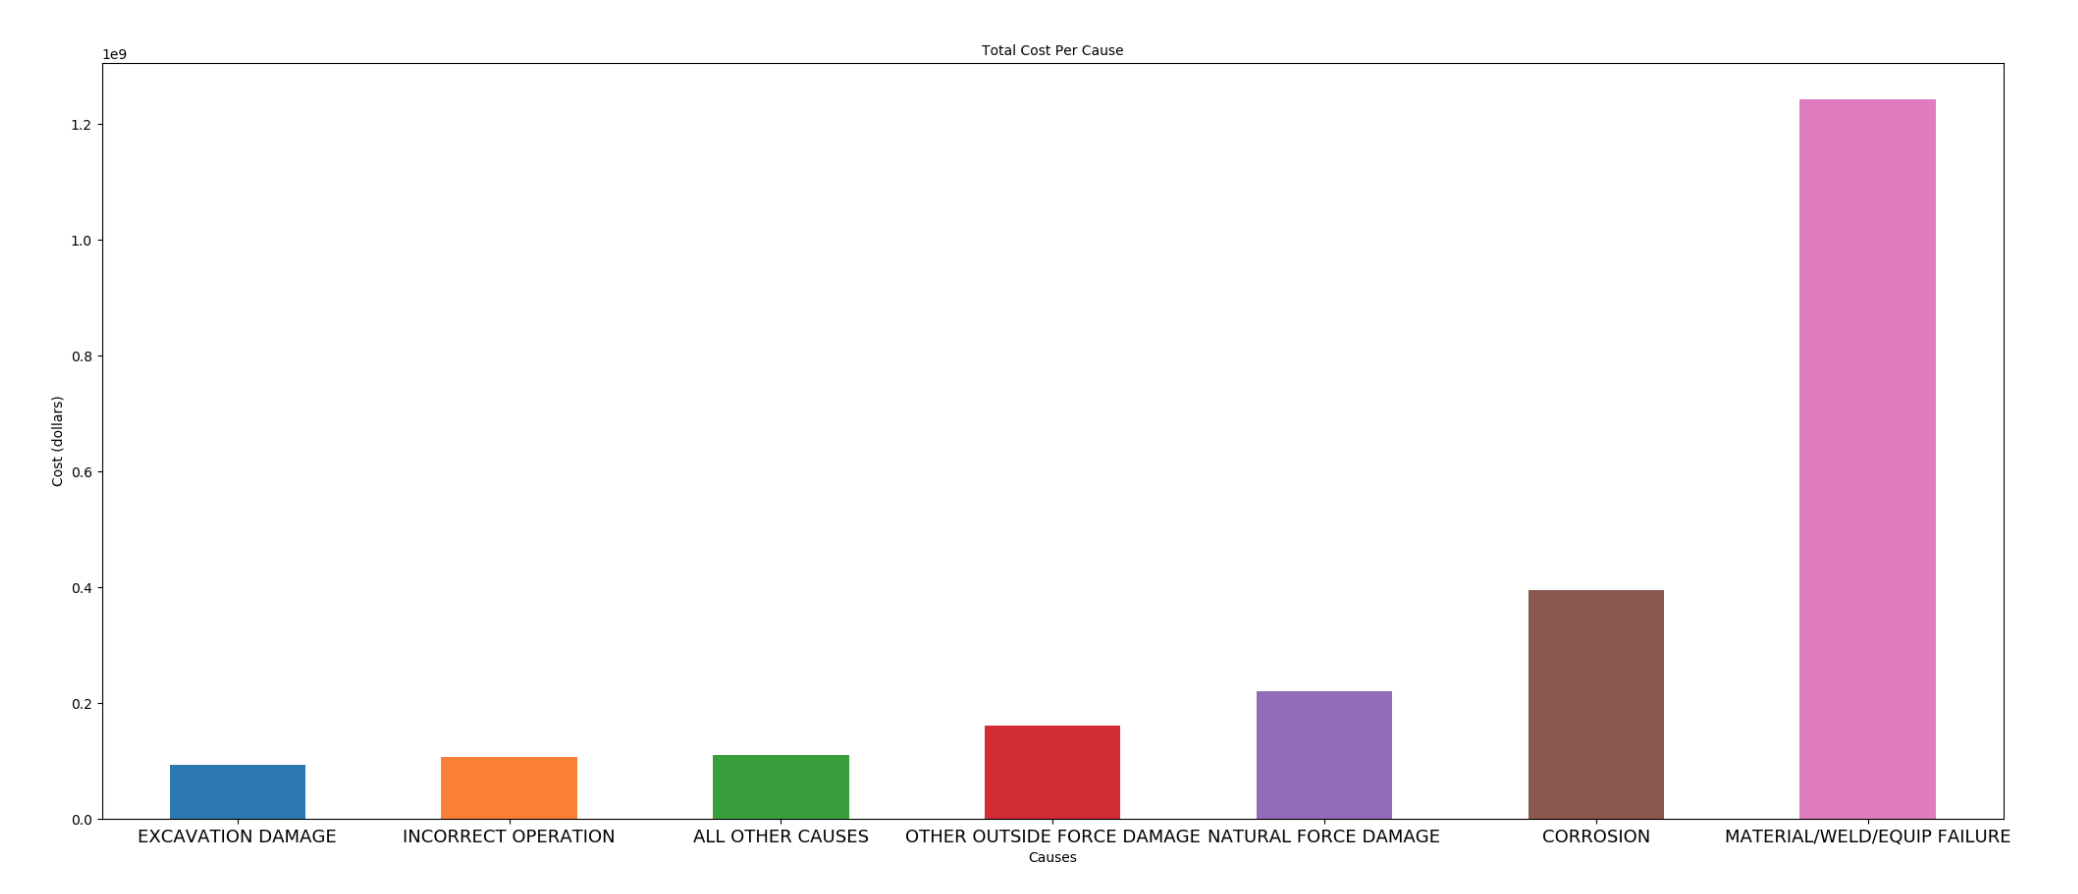 Total Cost Per Cause
1e9
1.2
1.0
0.8
0.6
0.4
0.2
0.0
Cost (dollars)
EXCAVATION DAMAGE
INCORRECT OPERATION
ALL OTHER CAUSES
OTHER OUTSIDE FORCE DAMAGE
NATURAL FORCE DAMAGE
CORROSION
MATERIAL/WELD/EQUIP FAILURE
Causes